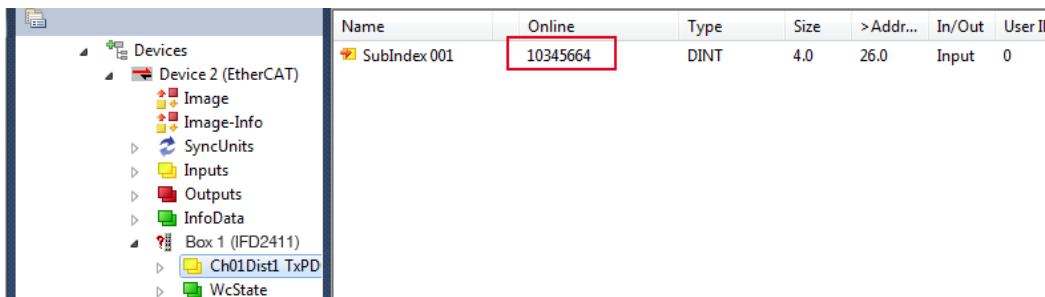 Name Online Type Size >Addr... In/Out User I
SubIndex 001 10345664 DINT 4.0 26.0 Input 0
Devices
Device 2 (EtherCAT)
Image
Image-Info
SyncUnits
Inputs
Outputs
InfoData
Box 1 (IFD2411)
Ch01Dist1 TxPD
WcState